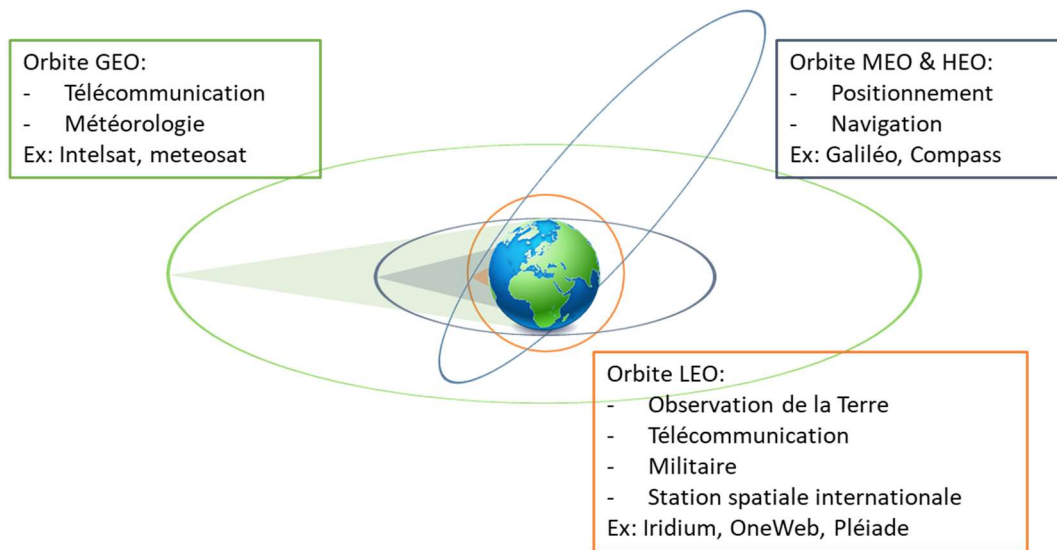 Orbite GEO:
- Télécommunication
- Météorologie
Ex: Intelsat, meteosat
Orbite MEO & HEO:
- Positionnement
- Navigation
Ex: Galiléo, Compass
Orbite LEO:
- Observation de la Terre
- Télécommunication
- Militaire
- Station spatiale internationale
Ex: Iridium, OneWeb, Pléiade